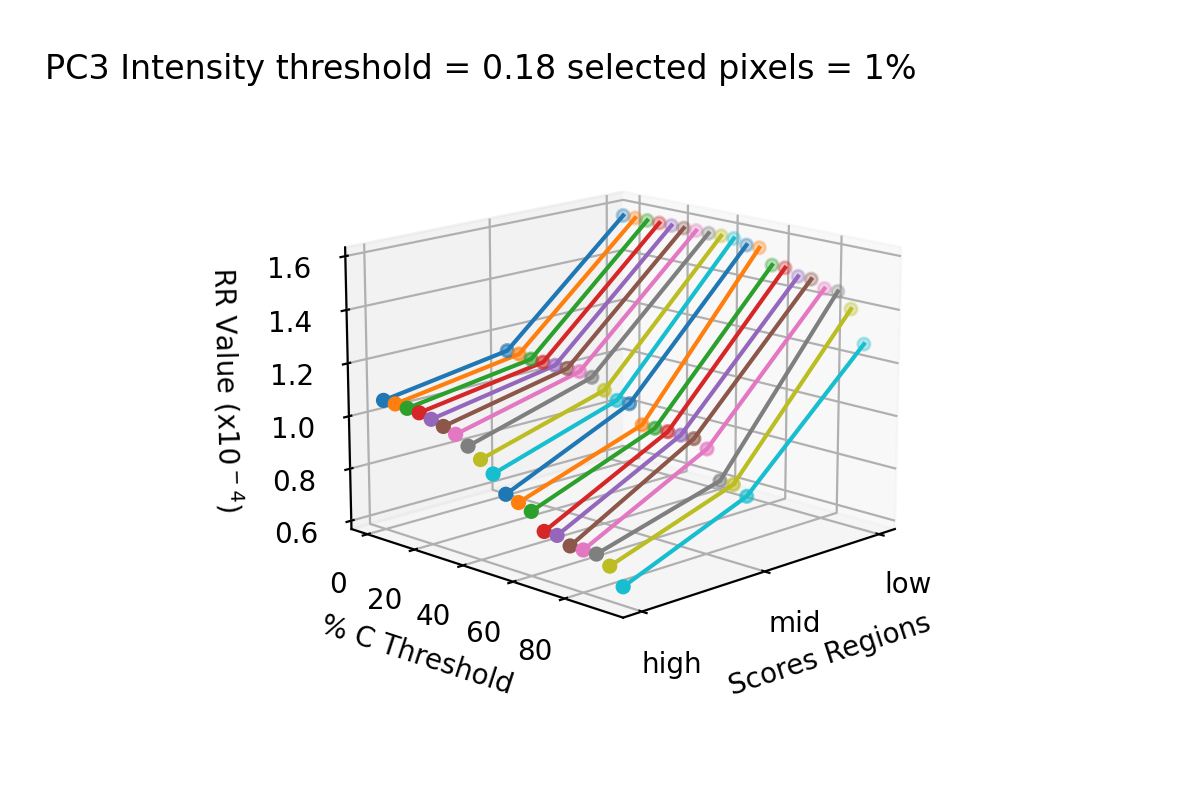 PC3 Intensity threshold = 0.18 selected pixels = 1%
RR Value (x10⁻⁴)
1.6
1.4
1.2
1.0
0.8
0.6
0
20
40
60
80
% C Threshold
high
mid
low
Scores Regions